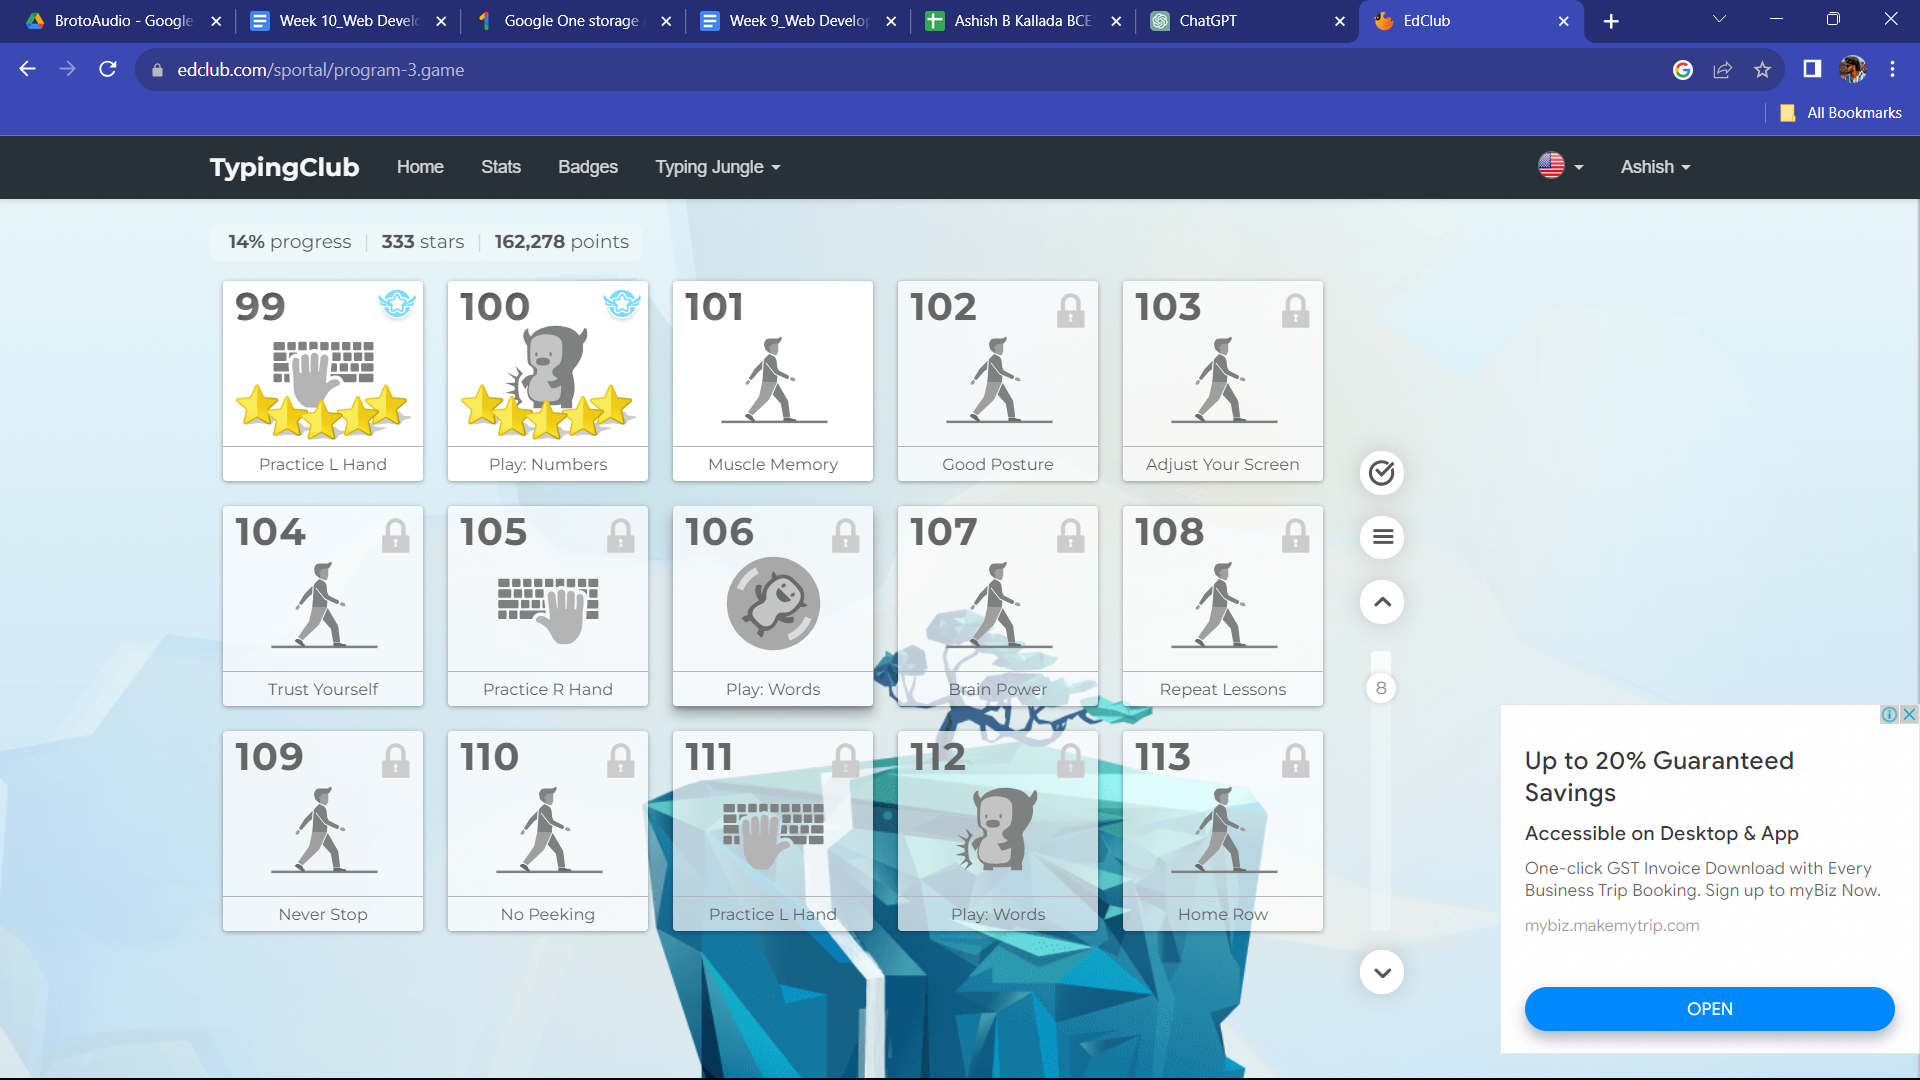 BrotoAudio - Google
Week 10_Web Develo
Google One storage
Week 9_Web Develop
Ashish B Kallada BCE
ChatGPT
EdClub
edclub.com/sportal/program-3.game
All Bookmarks
TypingClub Home Stats Badges Typing Jungle Ashish
14% progress 333 stars 162,278 points
99 100 101 102 103
Practice L Hand Play: Numbers Muscle Memory Good Posture Adjust Your Screen
104 105 106 107 108
Trust Yourself Practice R Hand Play: Words Brain Power Repeat Lessons
8
109 110 111 112 113
Never Stop No Peeking Practice L Hand Play: Words Home Row
Up to 20% Guaranteed
Savings
Accessible on Desktop & App
One-click GST Invoice Download with Every
Business Trip Booking. Sign up to myBiz Now.
mybiz.makemytrip.com
OPEN